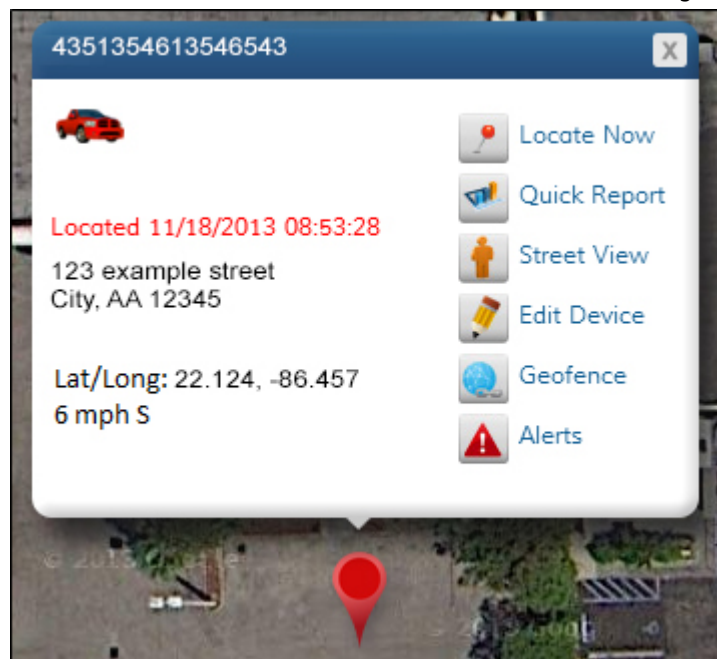 4351354613546543
X
Locate Now
Quick Report
Located 11/18/2013 08:53:28
Street View
123 example street
City, AA 12345
Edit Device
Lat/Long: 22.124, -86.457
Geofence
6 mph S
Alerts